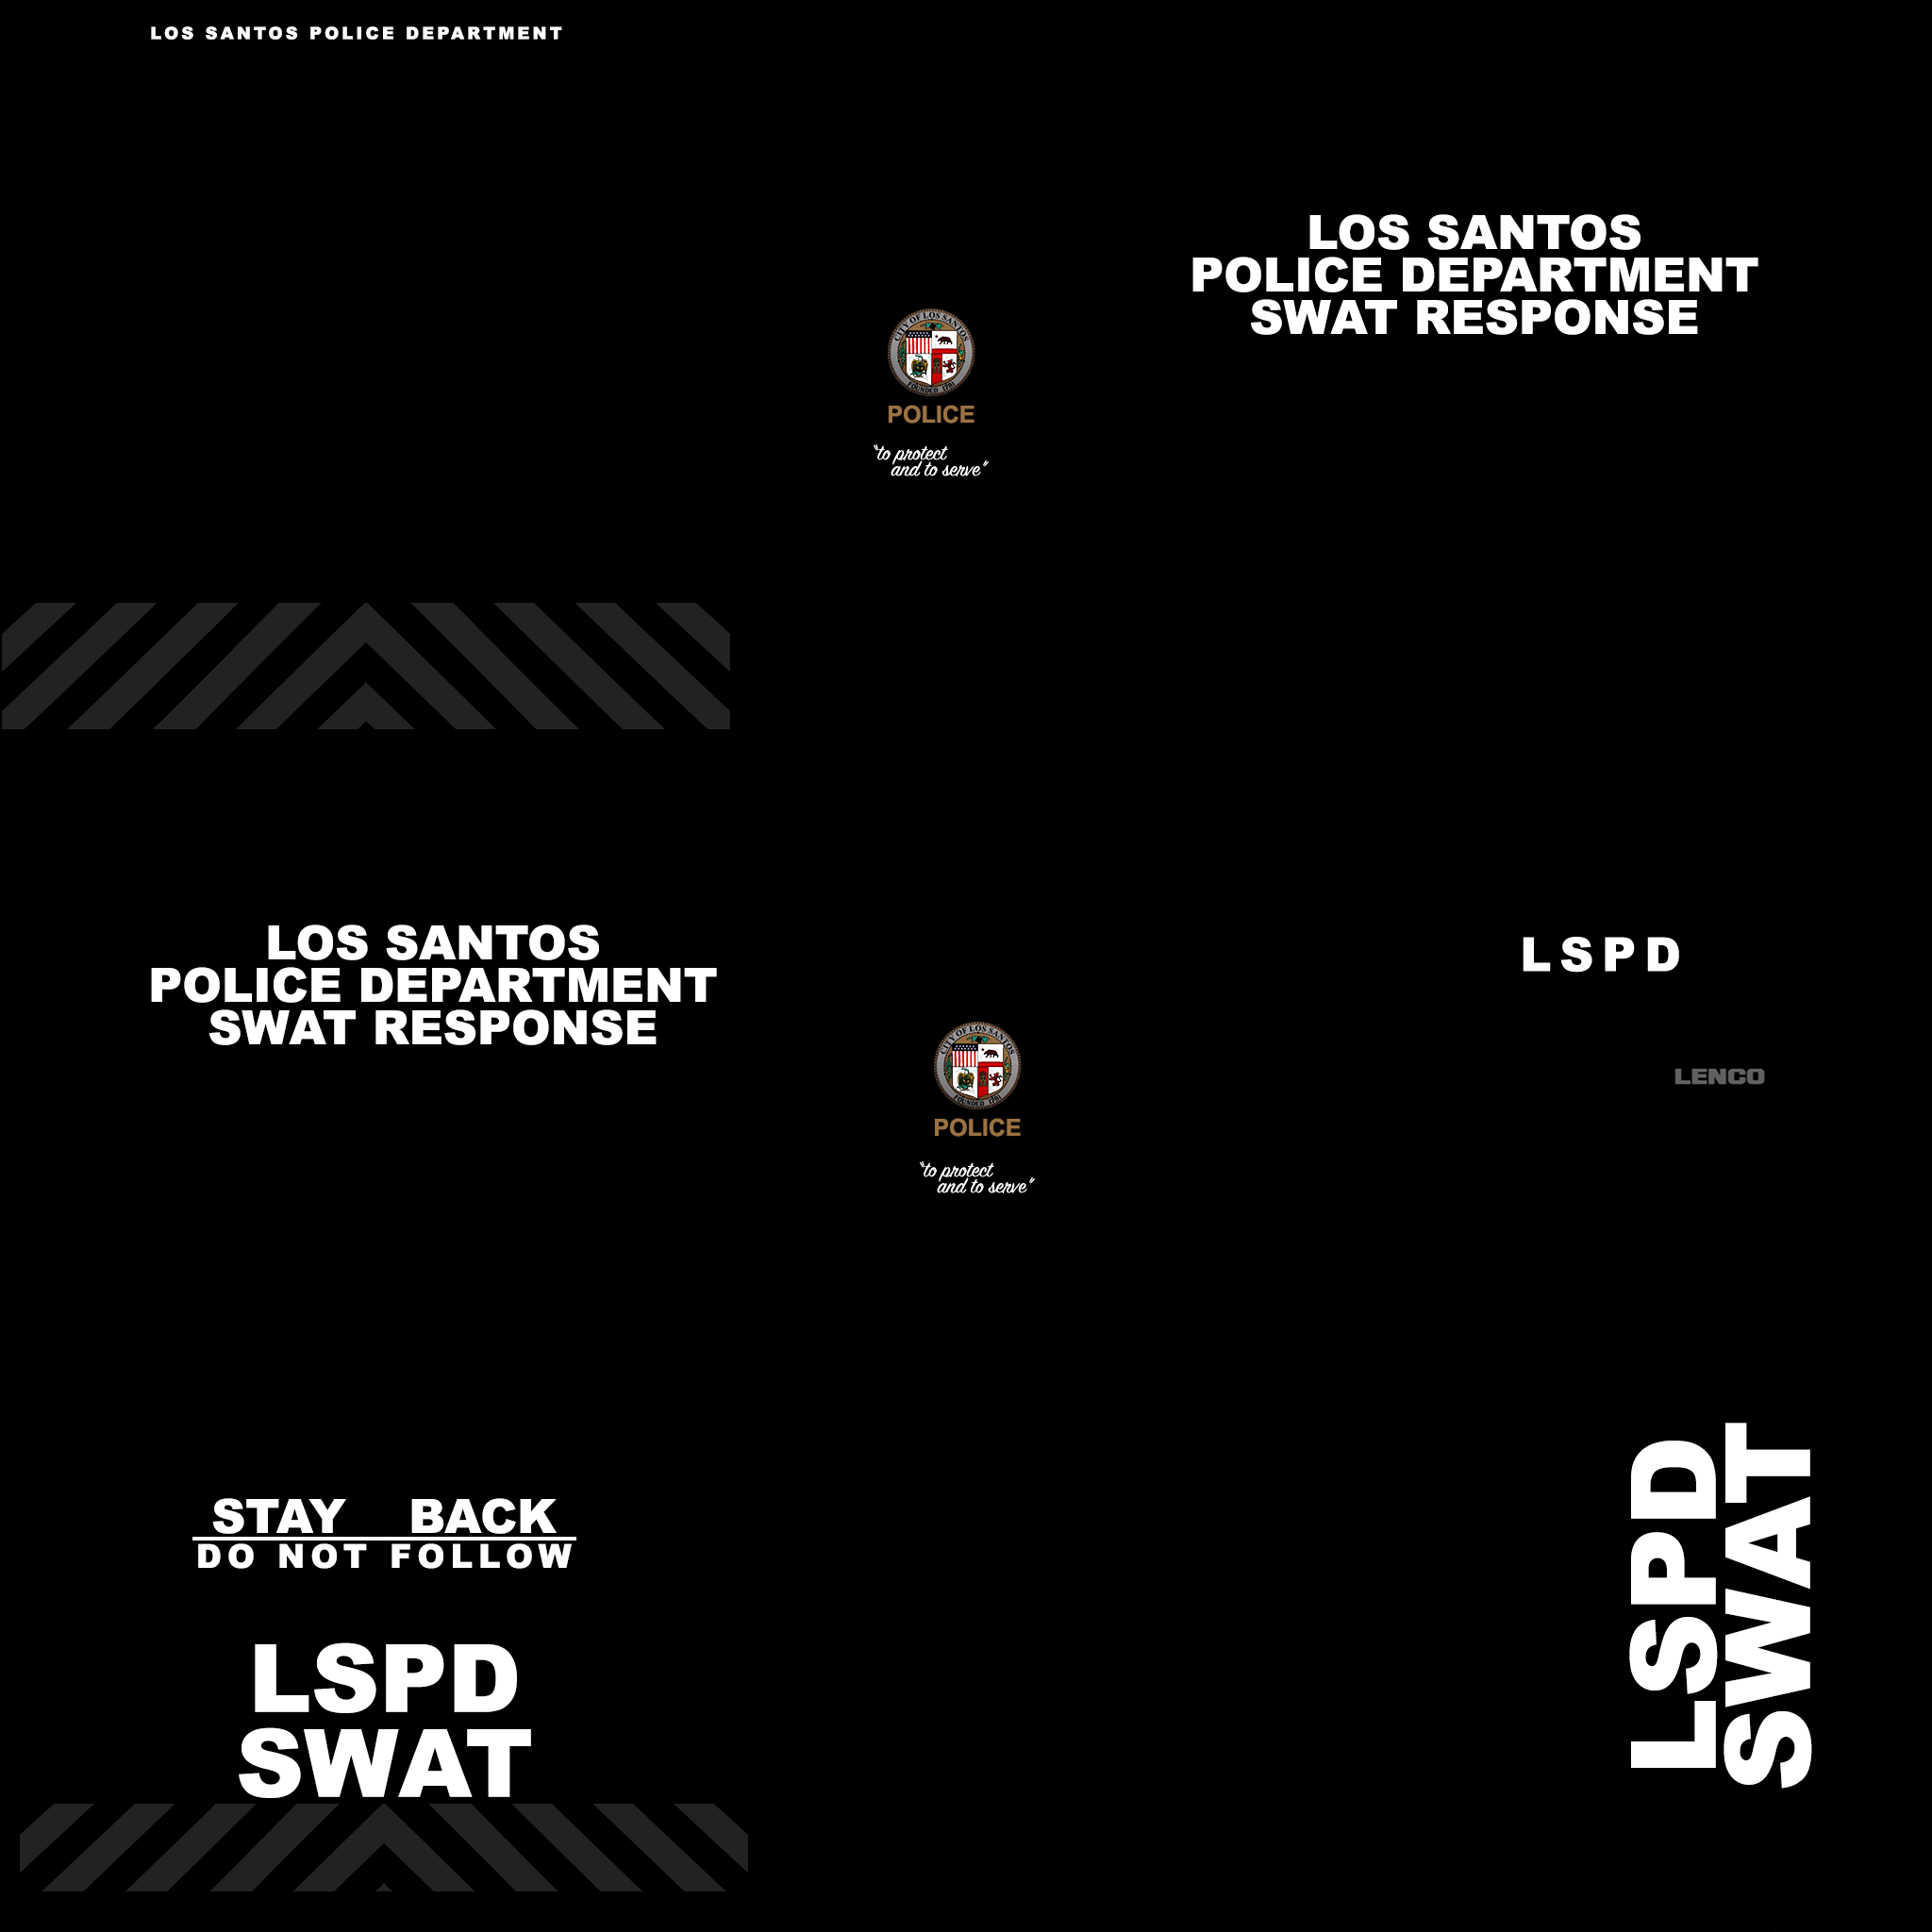 LOS SANTOS POLICE DEPARTMENT
LOS SANTOS
POLICE DEPARTMENT
SWAT RESPONSE
CITY OF LOS SANTOS
FOUNDED 1781
POLICE
"to protect
and to serve"
LOS SANTOS
POLICE DEPARTMENT
SWAT RESPONSE
LSPD
CITY OF LOS SANTOS
FOUNDED 1781
POLICE
LENCO
"to protect
and to serve"
STAY BACK
DO NOT FOLLOW
LSPD
SWAT
LSPD
SWAT